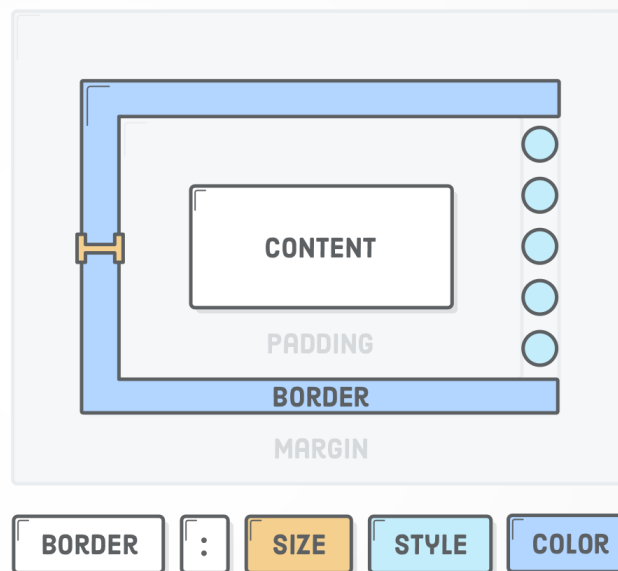 CONTENT
PADDING
BORDER
MARGIN
BORDER : SIZE STYLE COLOR